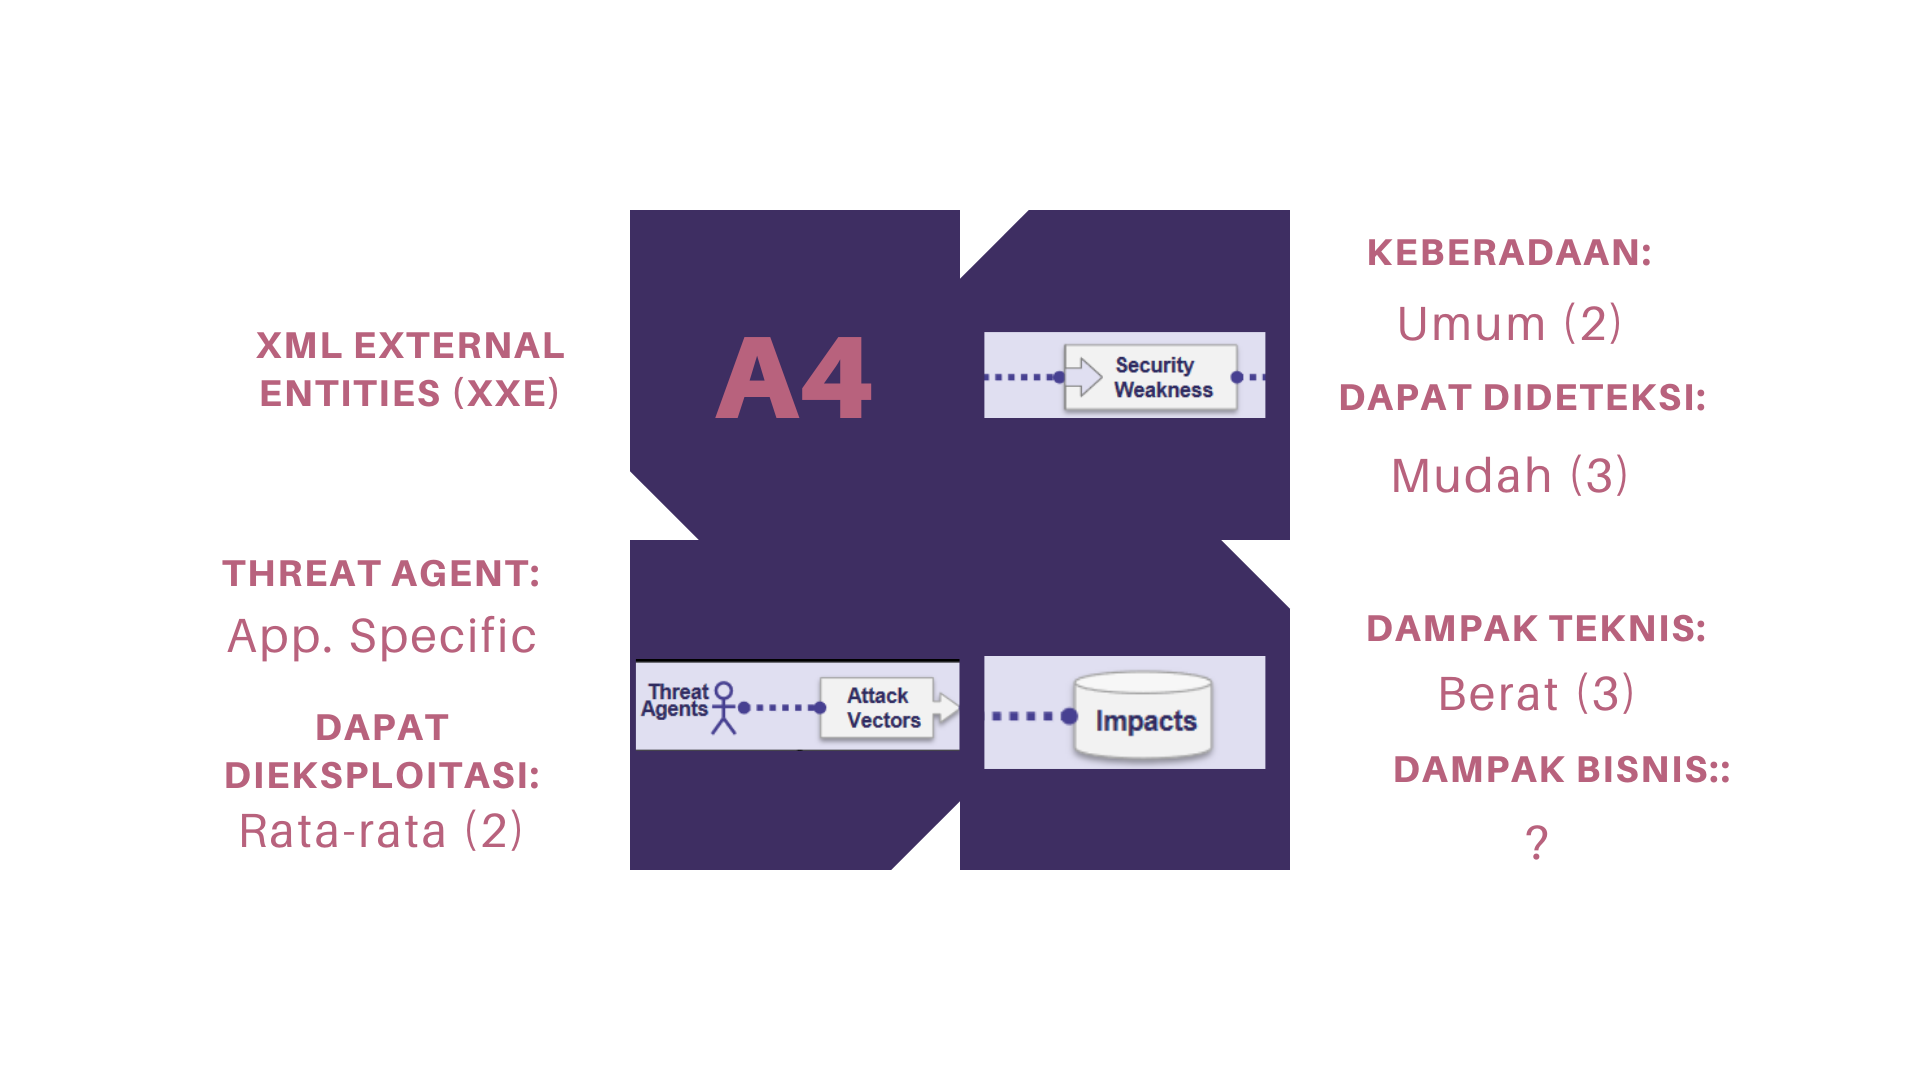 XML EXTERNAL
ENTITIES (XXE)
A4
Security
Weakness
KEBERADAAN:
Umum (2)
DAPAT DIDETEKSI:
Mudah (3)
THREAT AGENT:
App. Specific
DAPAT
DIEKSPLOITASI:
Rata-rata (2)
Threat
Agents
Attack
Vectors
Impacts
DAMPAK TEKNIS:
Berat (3)
DAMPAK BISNIS::
?